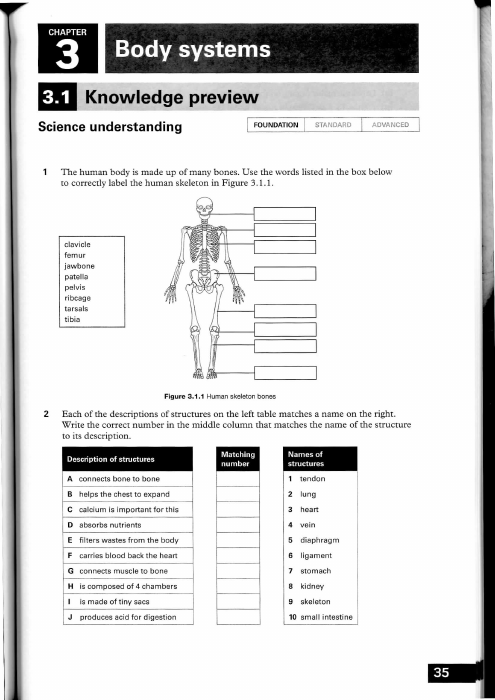 CHAPTER
3
Body systems
3.1 Knowledge preview
Science understanding
FOUNDATION STANDARD ADVANCED
1 The human body is made up of many bones. Use the words listed in the box below
to correctly label the human skeleton in Figure 3.1.1.
clavicle
femur
jawbone
patella
pelvis
ribcage
tarsals
tibia
Figure 3.1.1 Human skeleton bones
2 Each of the descriptions of structures on the left table matches a name on the right.
Write the correct number in the middle column that matches the name of the structure
to its description.
Description of structures
A connects bone to bone
B helps the chest to expand
C calcium is important for this
D absorbs nutrients
E filters wastes from the body
F carries blood back the heart
G connects muscle to bone
H is composed of 4 chambers
I is made of tiny sacs
J produces acid for digestion
Matching
number
Names of
structures
1 tendon
2 lung
3 heart
4 vein
5 diaphragm
6 ligament
7 stomach
8 kidney
9 skeleton
10 small intestine
35